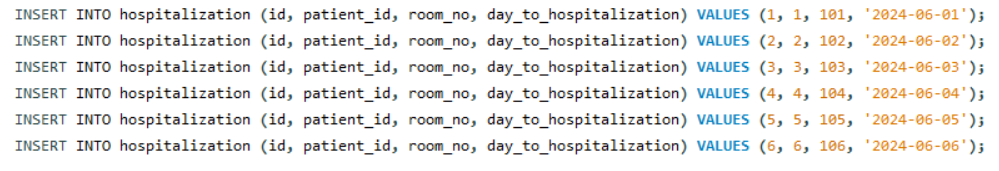 INSERT INTO hospitalization (id, patient_id, room_no, day_to_hospitalization) VALUES (1, 1, 101, '2024-06-01');
INSERT INTO hospitalization (id, patient_id, room_no, day_to_hospitalization) VALUES (2, 2, 102, '2024-06-02');
INSERT INTO hospitalization (id, patient_id, room_no, day_to_hospitalization) VALUES (3, 3, 103, '2024-06-03');
INSERT INTO hospitalization (id, patient_id, room_no, day_to_hospitalization) VALUES (4, 4, 104, '2024-06-04');
INSERT INTO hospitalization (id, patient_id, room_no, day_to_hospitalization) VALUES (5, 5, 105, '2024-06-05');
INSERT INTO hospitalization (id, patient_id, room_no, day_to_hospitalization) VALUES (6, 6, 106, '2024-06-06');